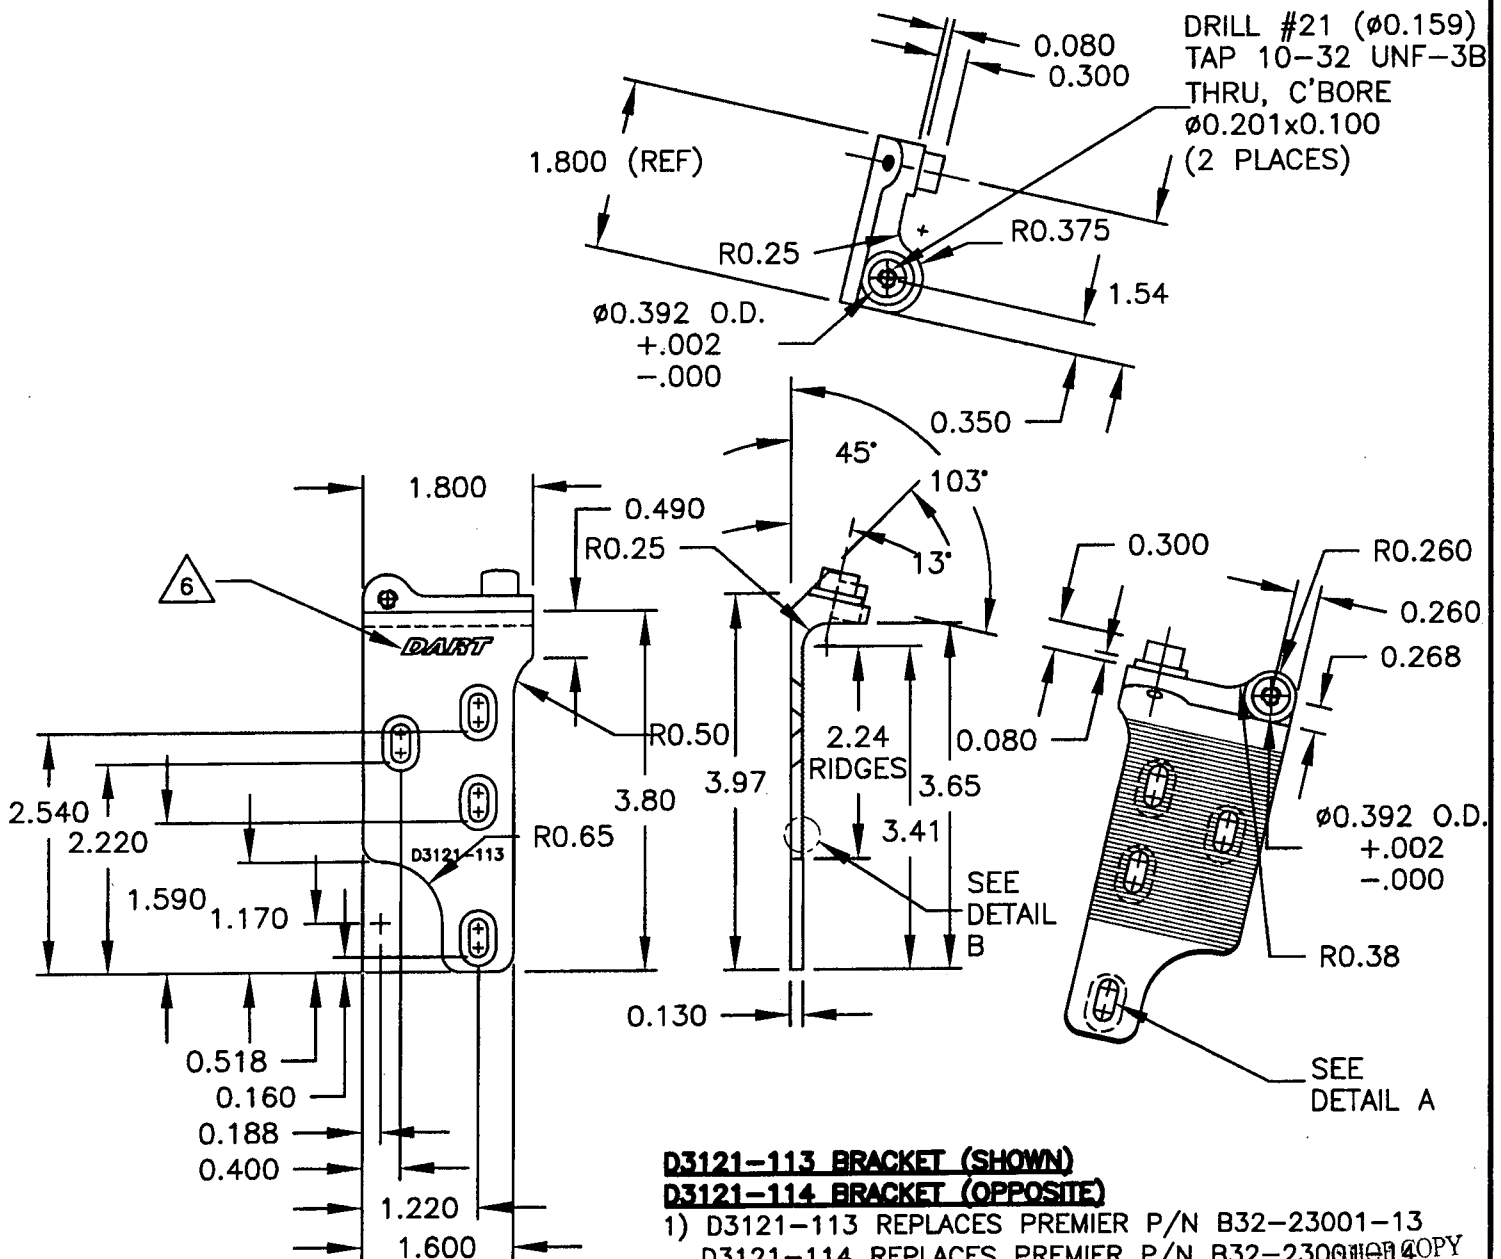 0.080
0.300
DRILL #21 (ø0.159)
TAP 10-32 UNF-3B
THRU, C'BORE
ø0.201x0.100
(2 PLACES)
1.800 (REF)
R0.25
R0.375
1.54
ø0.392 O.D.
+.002
-.000
0.350
45°
103°
13°
1.800
0.490
R0.25
6
DART
R0.50
0.300
R0.260
0.260
0.268
0.080
2.24
RIDGES
3.80
3.97
3.65
3.41
2.540
2.220
1.590
1.170
D3121-113
R0.65
SEE
DETAIL
B
ø0.392 O.D.
+.002
-.000
R0.38
0.130
0.518
0.160
0.188
0.400
1.220
1.600
SEE
DETAIL A
D3121-113 BRACKET (SHOWN)
D3121-114 BRACKET (OPPOSITE)
1) D3121-113 REPLACES PREMIER P/N B32-23001-13
D3121-114 REPLACES PREMIER P/N
COPY